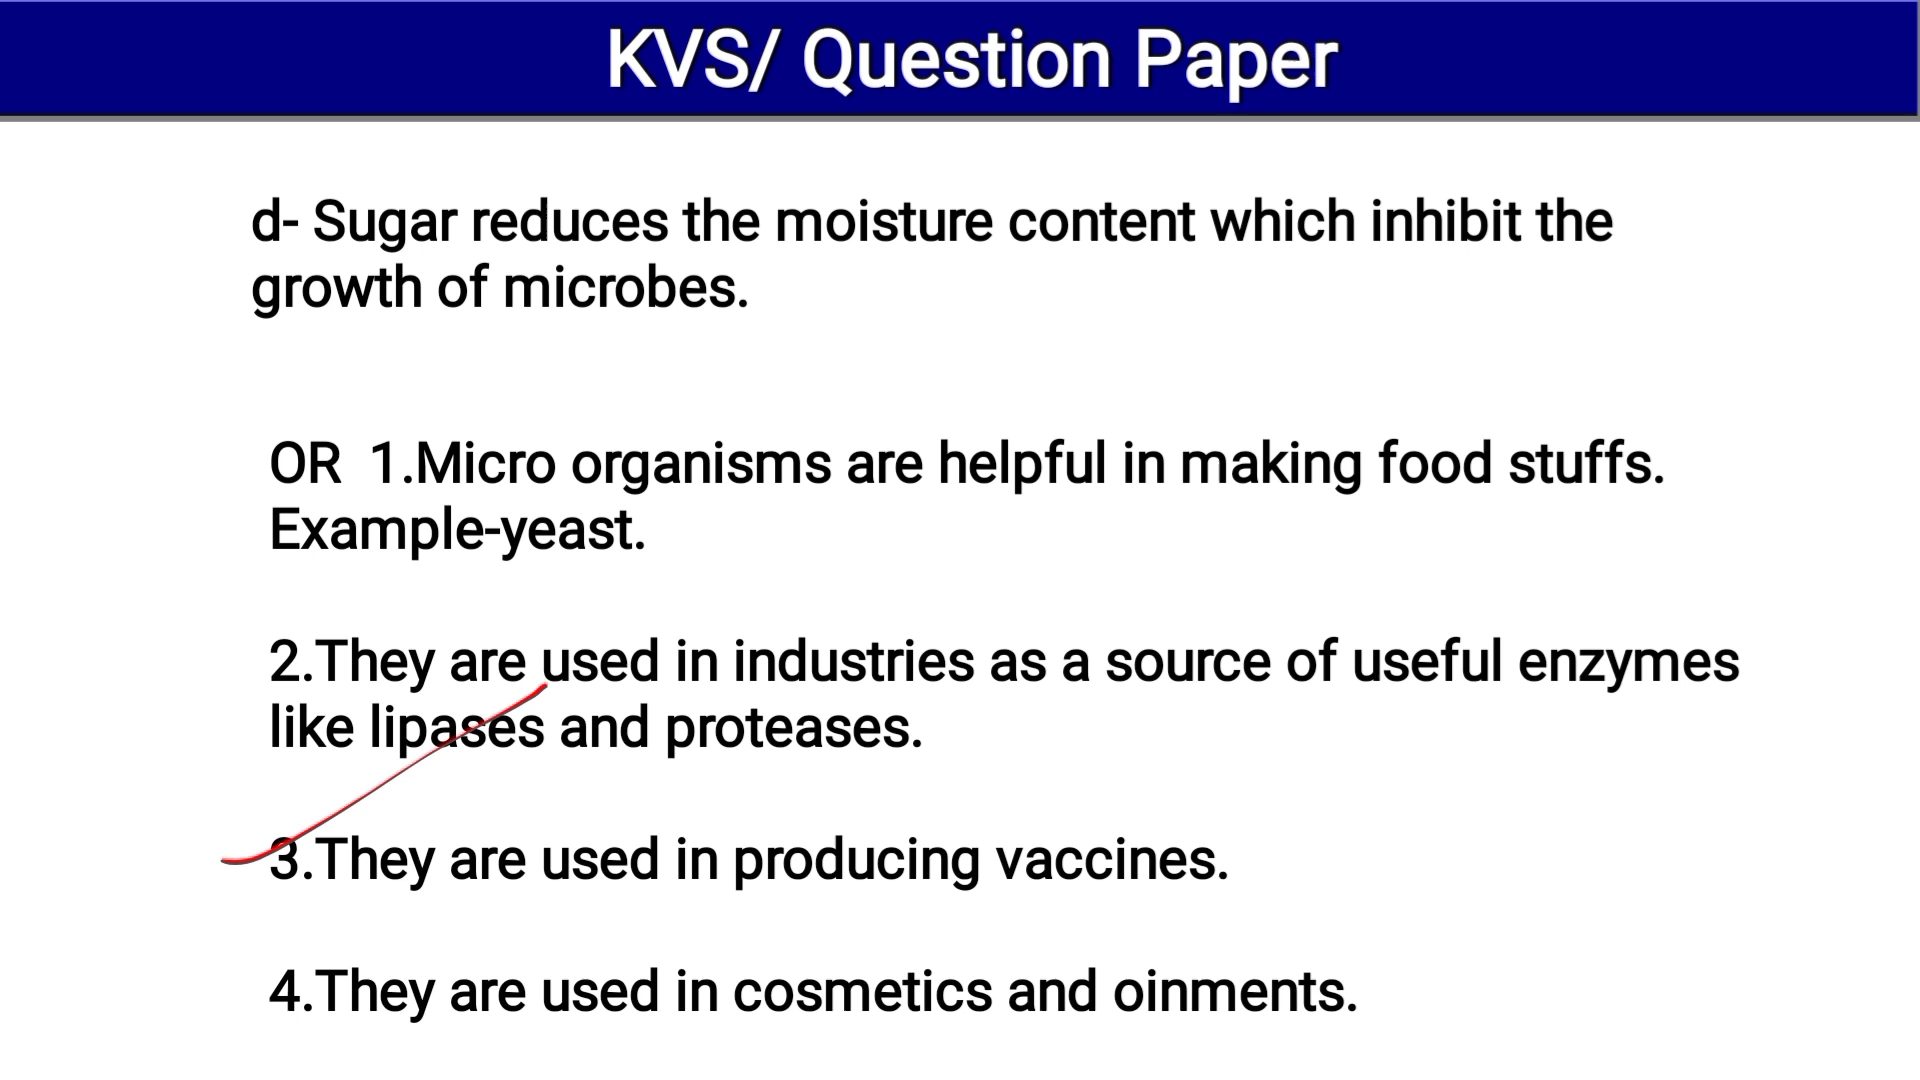 KVS/ Question Paper
d- Sugar reduces the moisture content which inhibit the
growth of microbes.
OR 1.Micro organisms are helpful in making food stuffs.
Example-yeast.
2.They are used in industries as a source of useful enzymes
like lipases and proteases.
3.They are used in producing vaccines.
4.They are used in cosmetics and oinments.